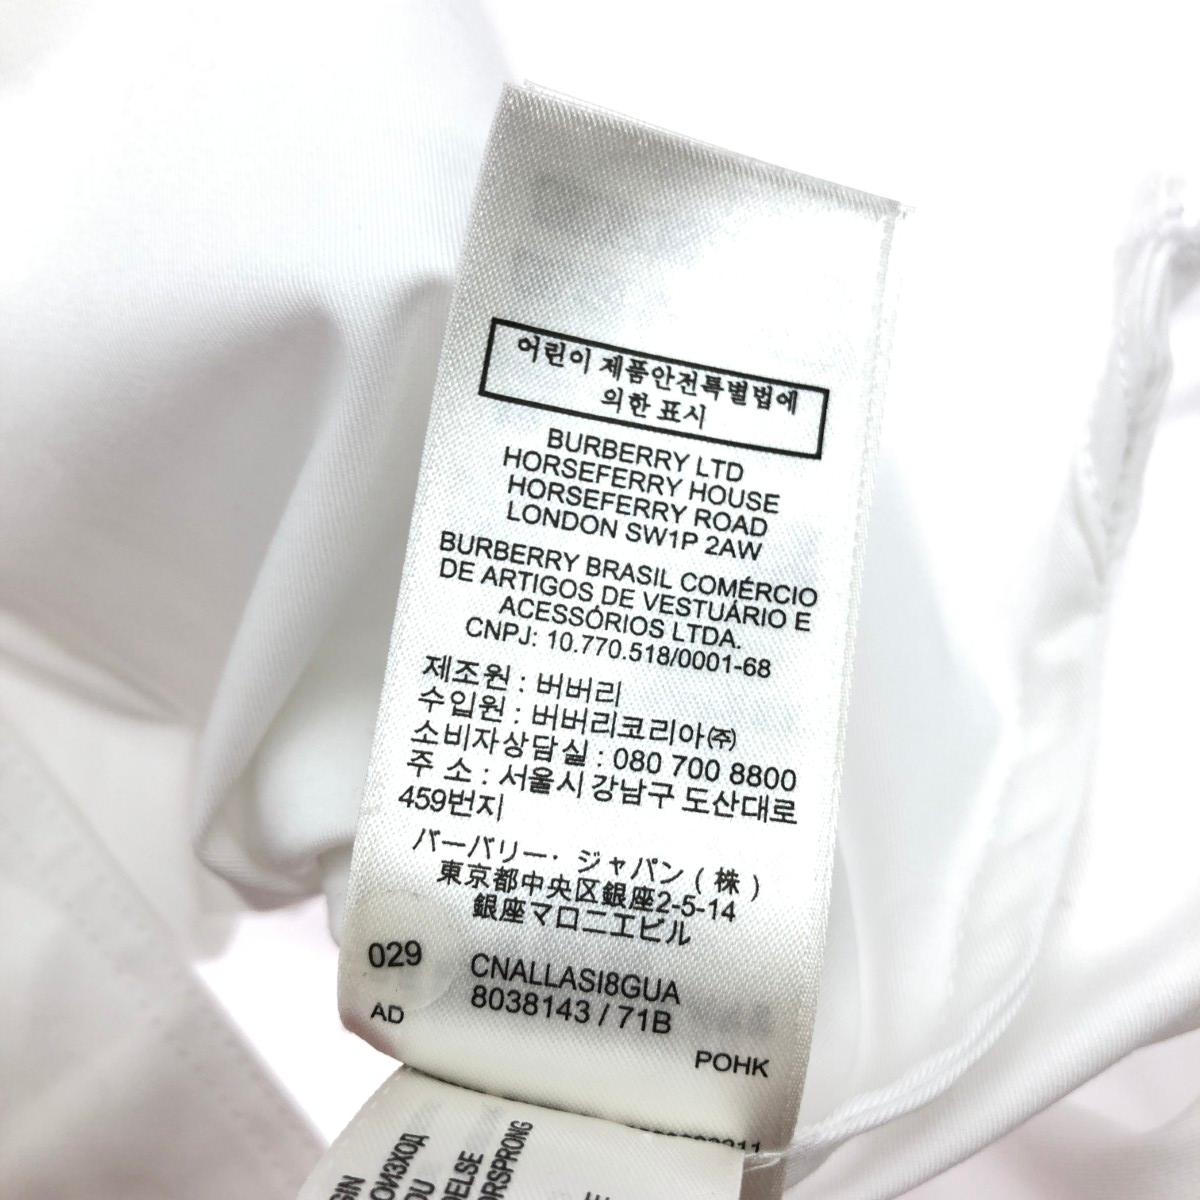 어린이 제품안전특별법에
의한 표시
BURBERRY LTD
HORSEFERRY HOUSE
HORSEFERRY ROAD
LONDON SW1P 2AW
BURBERRY BRASIL COMÉRCIO
DE ARTIGOS DE VESTUÁRIO E
ACESSÓRIOS LTDA.
CNPJ: 10.770.518/0001-68
제조원 : 버버리
수입원 : 버버리코리아㈜
소비자상담실 : 080 700 8800
주 소 : 서울시 강남구 도산대로
459번지
バーバリー・ジャパン (株)
東京都中央区銀座2-5-14
銀座マロニエビル
029
CNALLASI8GUA
8038143 / 71B
AD
POHK